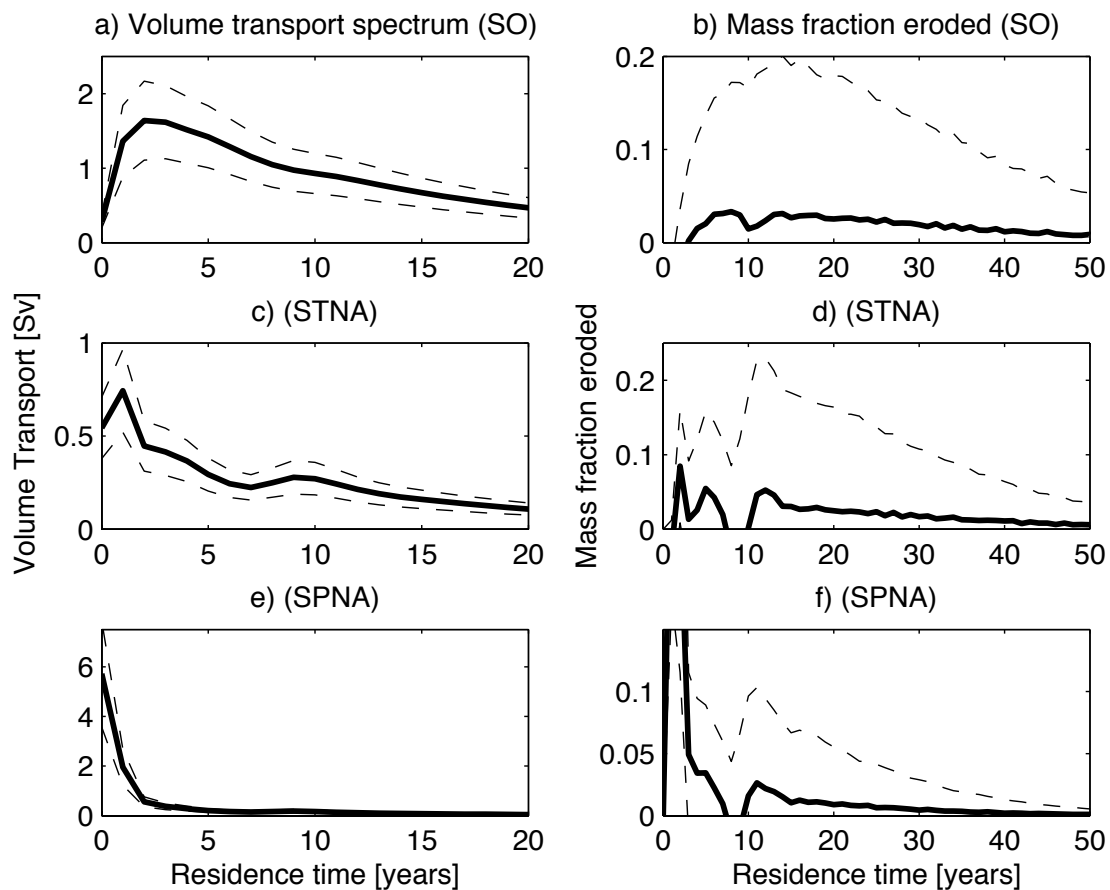 a) Volume transport spectrum (SO)
2
1
0
0 5 10 15 20
b) Mass fraction eroded (SO)
0.2
0.1
0
0 10 20 30 40 50
c) (STNA)
Volume Transport [Sv]
1
0.5
0
0 5 10 15 20
d) (STNA)
Mass fraction eroded
0.2
0.1
0
0 10 20 30 40 50
e) (SPNA)
6
4
2
0
0 5 10 15 20
Residence time [years]
f) (SPNA)
0.1
0.05
0
0 10 20 30 40 50
Residence time [years]